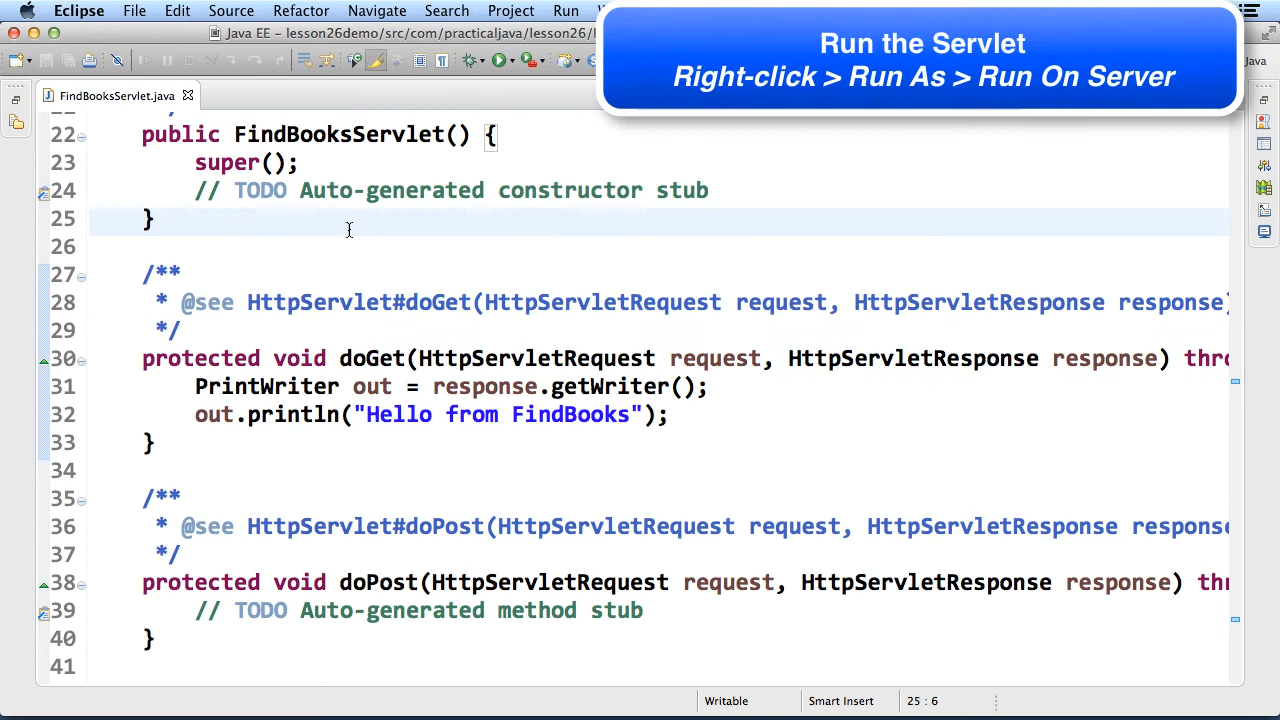 Eclipse File Edit Source Refactor Navigate Search Project Run
Java EE – lesson26demo/src/com/practicaljava/lesson26/
Run the Servlet
Right-click > Run As > Run On Server
Java
FindBooksServlet.java
22 public FindBooksServlet() {
23 super();
24 // TODO Auto-generated constructor stub
25 }
26
27 /**
28 * @see HttpServlet#doGet(HttpServletRequest request, HttpServletResponse response)
29 */
30 protected void doGet(HttpServletRequest request, HttpServletResponse response) thro
31 PrintWriter out = response.getWriter();
32 out.println("Hello from FindBooks");
33 }
34
35 /**
36 * @see HttpServlet#doPost(HttpServletRequest request, HttpServletResponse response
37 */
38 protected void doPost(HttpServletRequest request, HttpServletResponse response) thr
39 // TODO Auto-generated method stub
40 }
41
Writable Smart Insert 25 : 6